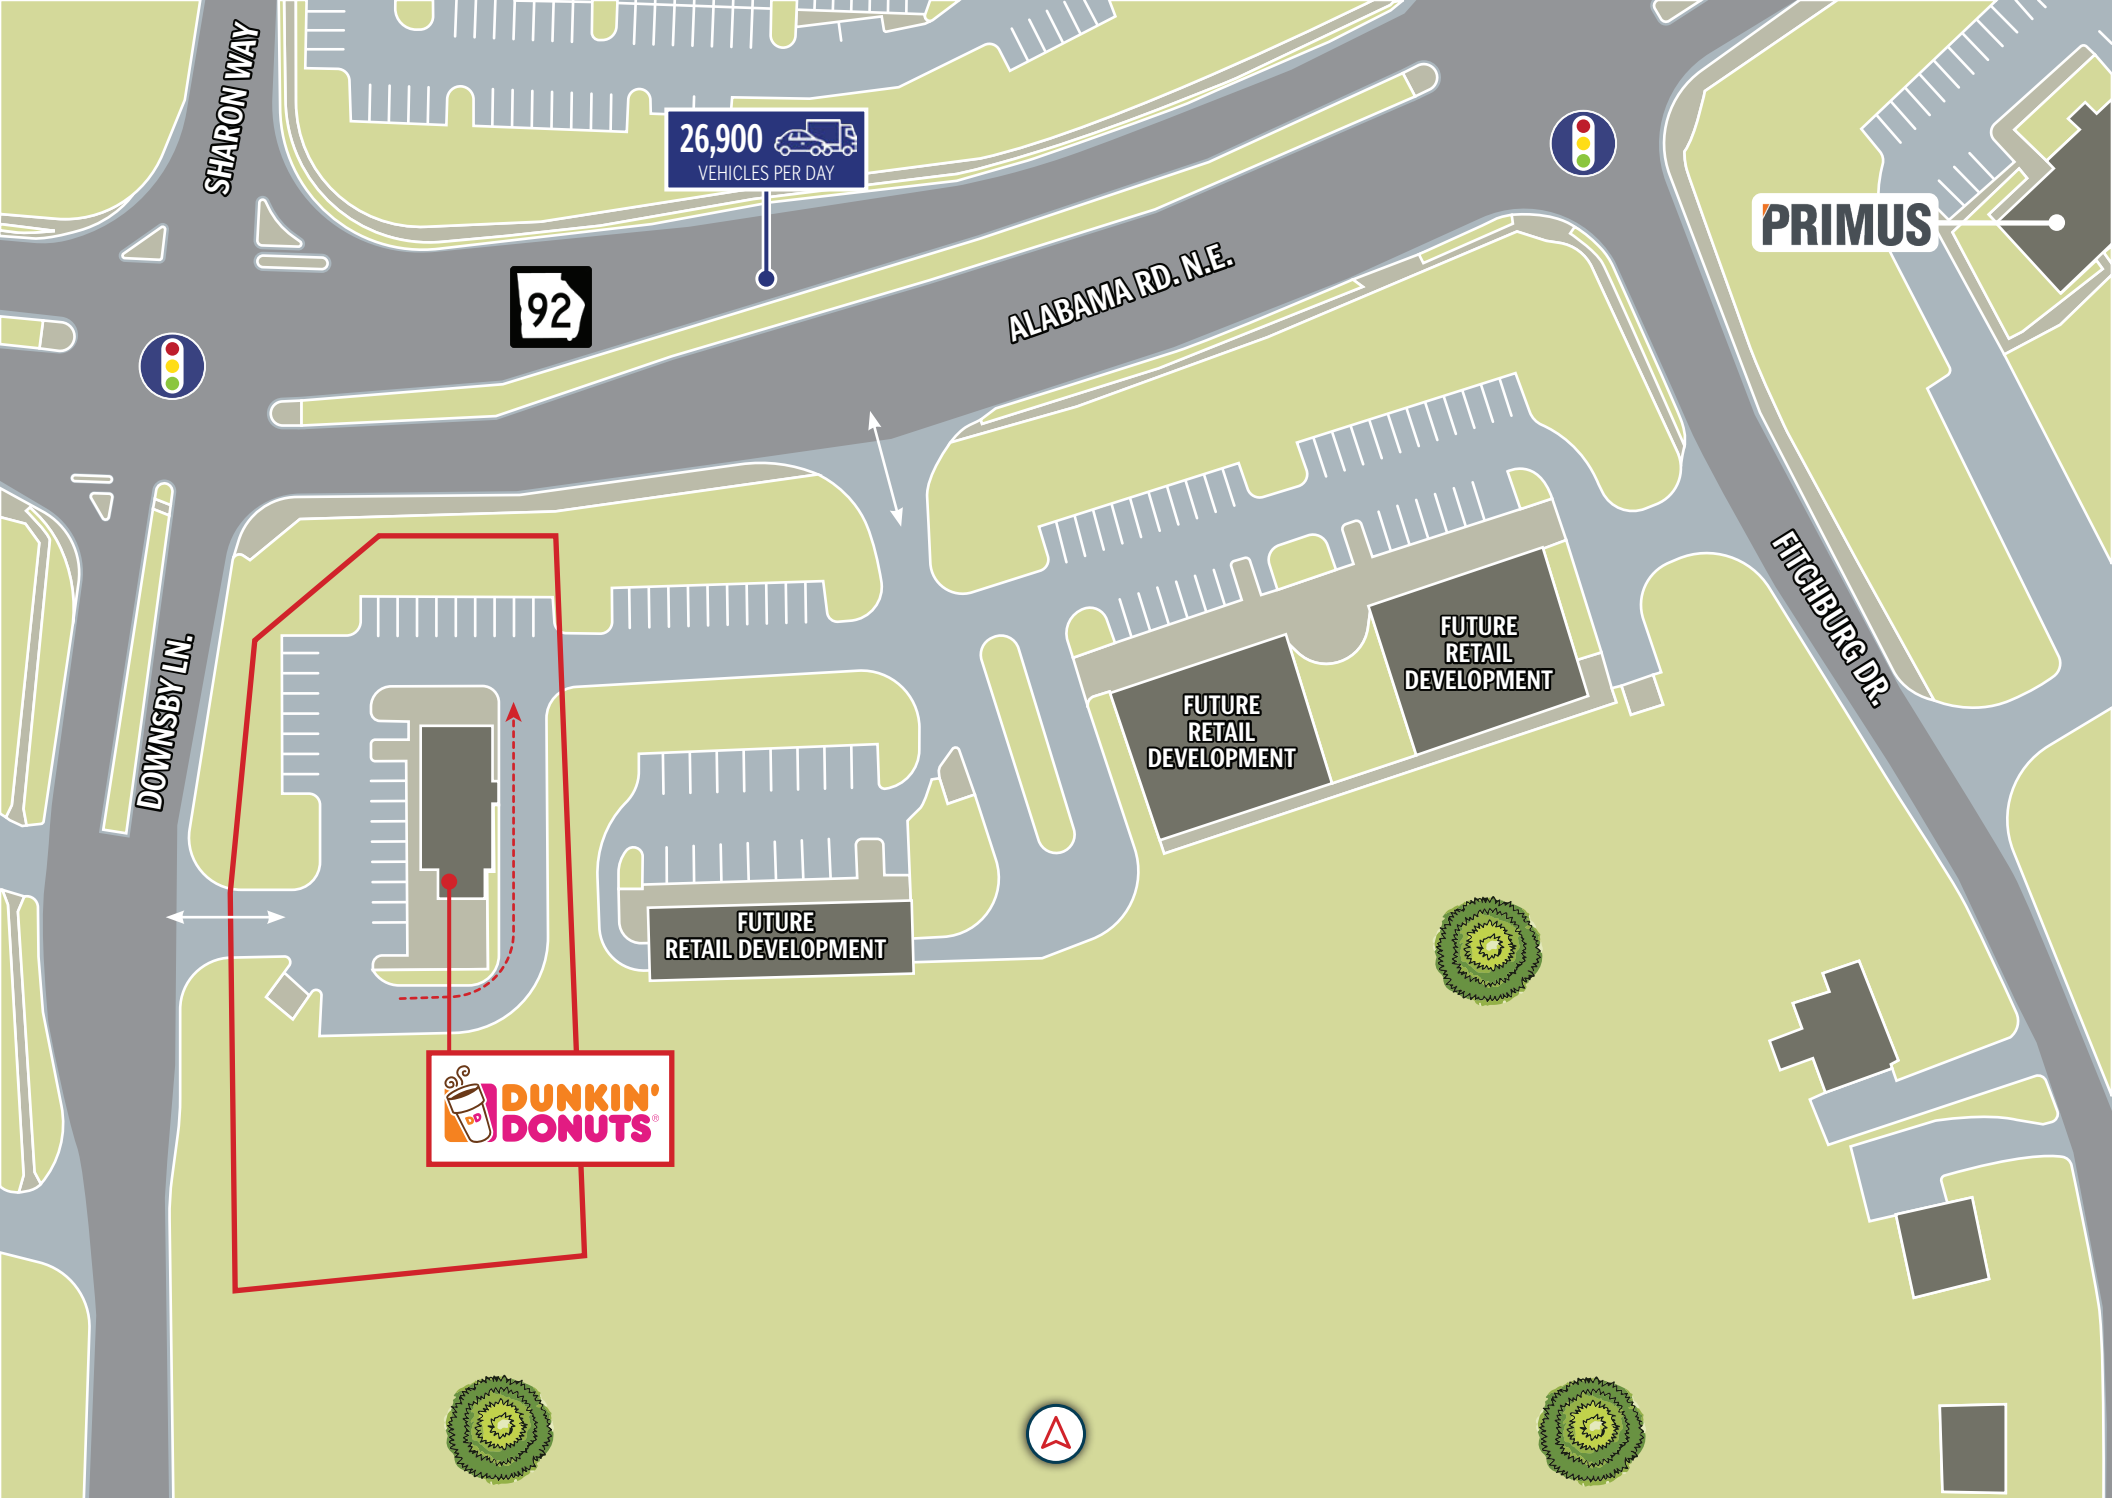 SHARON WAY
26,900
VEHICLES PER DAY
PRIMUS
92
ALABAMA RD. N.E.
FITCHBURG DR.
DOWNSBY LN.
FUTURE
RETAIL
DEVELOPMENT
FUTURE
RETAIL
DEVELOPMENT
FUTURE
RETAIL DEVELOPMENT
DD
DUNKIN'
DONUTS®